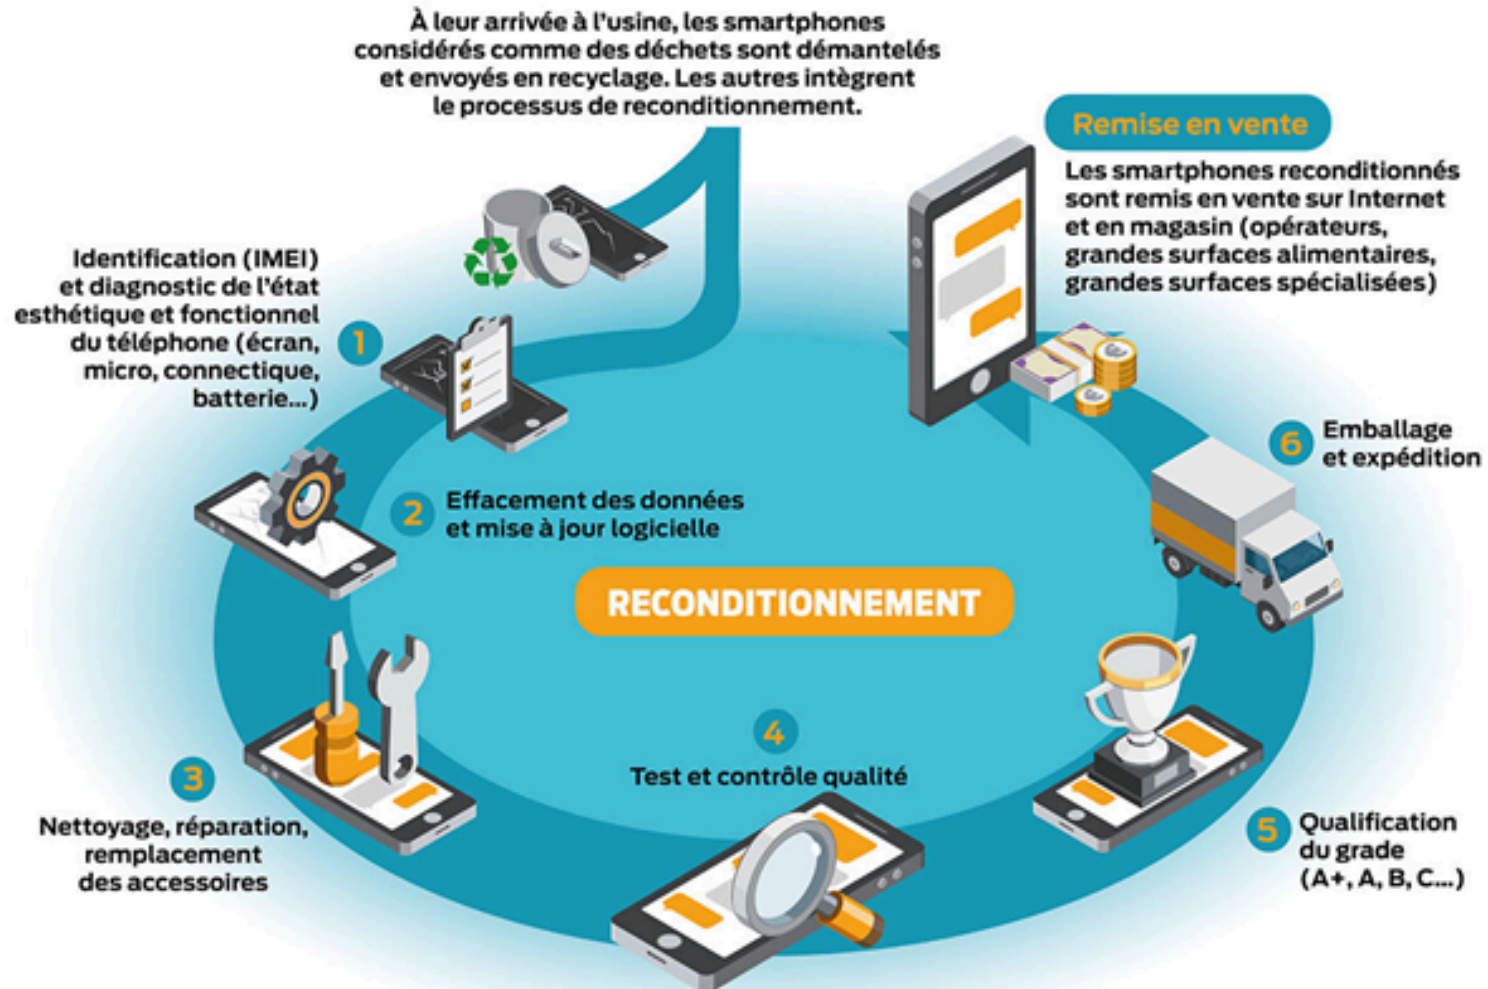 À leur arrivée à l'usine, les smartphones
considérés comme des déchets sont démantelés
et envoyés en recyclage. Les autres intègrent
le processus de reconditionnement.
Remise en vente
Les smartphones reconditionnés
sont remis en vente sur Internet
et en magasin (opérateurs,
grandes surfaces alimentaires,
grandes surfaces spécialisées)
1
Identification (IMEI)
et diagnostic de l'état
esthétique et fonctionnel
du téléphone (écran,
micro, connectique,
batterie...)
2
Effacement des données
et mise à jour logicielle
RECONDITIONNEMENT
3
Nettoyage, réparation,
remplacement
des accessoires
4
Test et contrôle qualité
5
Qualification
du grade
(A+, A, B, C...)
6
Emballage
et expédition